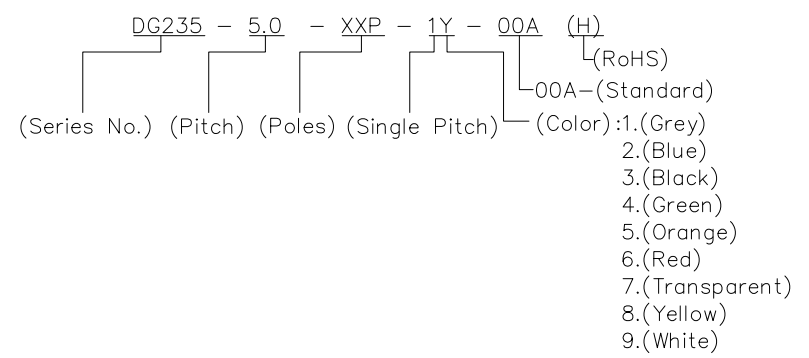 DG235 - 5.0 - XXP - 1Y - 00A (H)
(RoHS)
00A-(Standard)
(Series No.) (Pitch) (Poles) (Single Pitch) (Color):1.(Grey)
2.(Blue)
3.(Black)
4.(Green)
5.(Orange)
6.(Red)
7.(Transparent)
8.(Yellow)
9.(White)